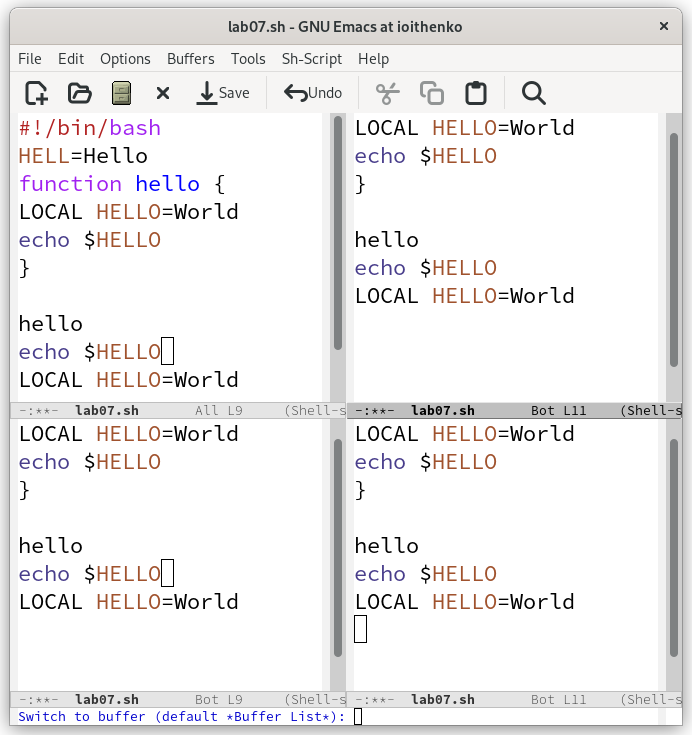 lab07.sh - GNU Emacs at ioithenko
File Edit Options Buffers Tools Sh-Script Help
Save Undo
#!/bin/bash
HELL=Hello
function hello {
LOCAL HELLO=World
echo $HELLO
}
hello
echo $HELLO
LOCAL HELLO=World
-:**- lab07.sh All L9 (Shell-s
LOCAL HELLO=World
echo $HELLO
}
hello
echo $HELLO
LOCAL HELLO=World
-:**- lab07.sh Bot L11 (Shell-s
LOCAL HELLO=World
echo $HELLO
}
hello
echo $HELLO
LOCAL HELLO=World
-:**- lab07.sh Bot L9 (Shell-s
LOCAL HELLO=World
echo $HELLO
}
hello
echo $HELLO
LOCAL HELLO=World
-:**- lab07.sh Bot L11 (Shell-s
Switch to buffer (default *Buffer List*):